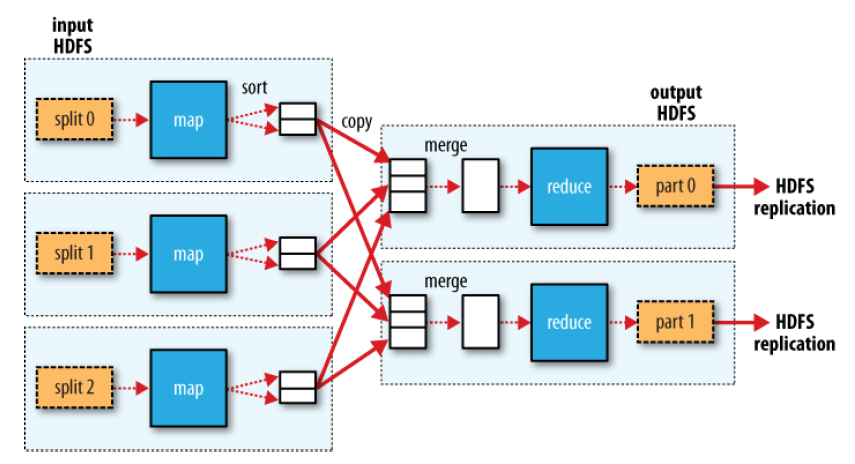 input
HDFS
split 0
map
sort
copy
split 1
map
split 2
map
output
HDFS
merge
reduce
part 0
HDFS
replication
merge
reduce
part 1
HDFS
replication